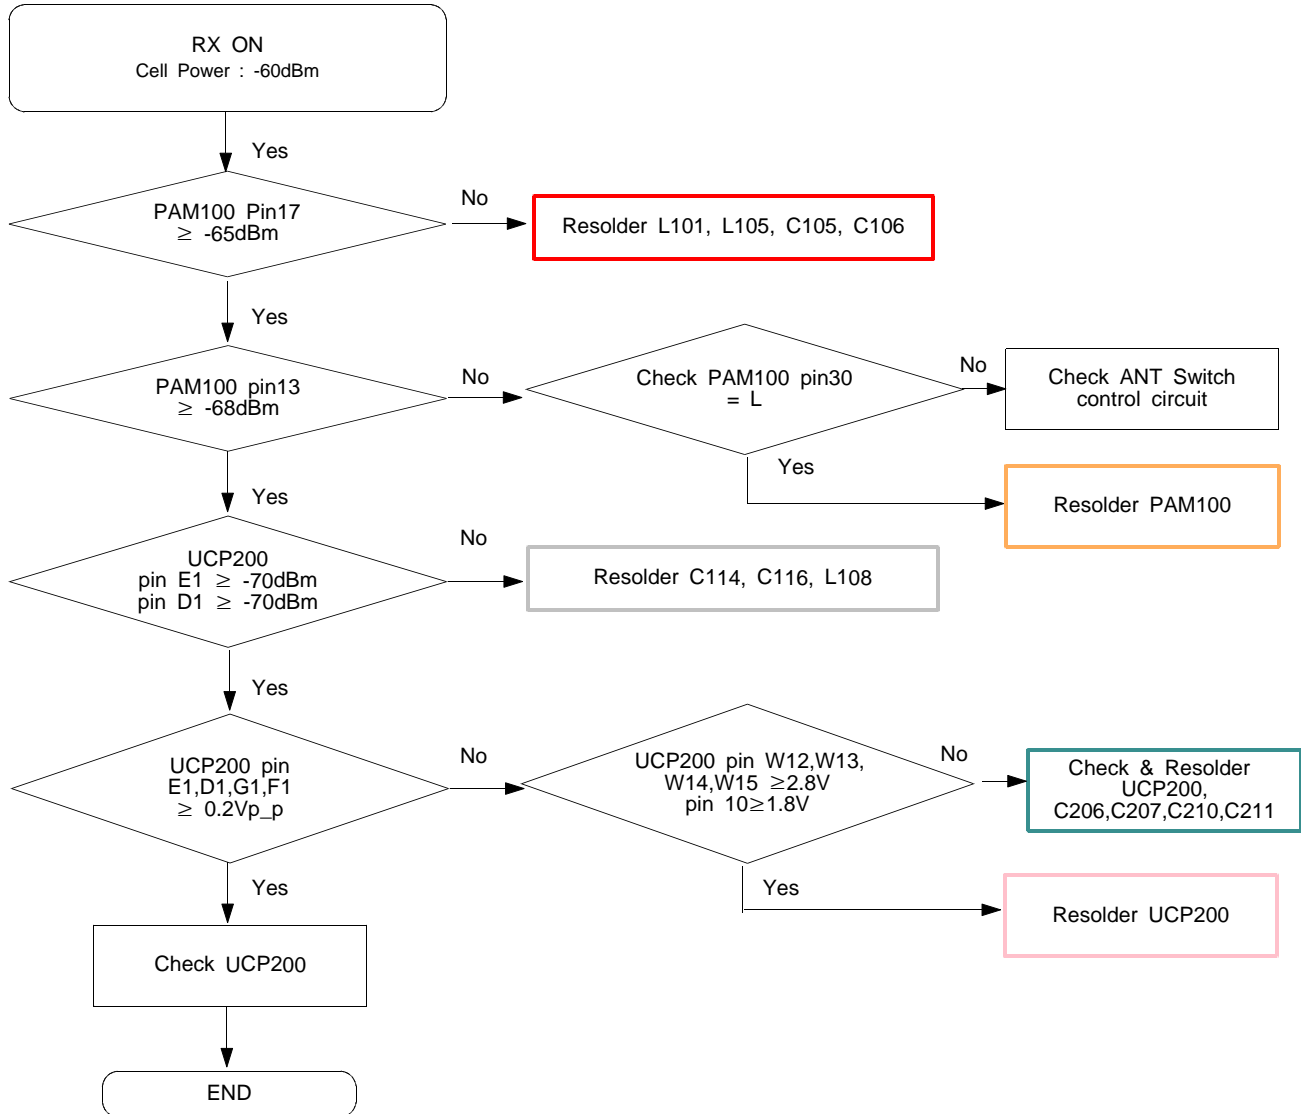 RX ON
Cell Power : -60dBm
Yes
PAM100 Pin17
≥ -65dBm
No
Resolder L101, L105, C105, C106
Yes
PAM100 pin13
≥ -68dBm
No
Check PAM100 pin30
= L
No
Check ANT Switch
control circuit
Yes
Resolder PAM100
Yes
UCP200
pin E1 ≥ -70dBm
pin D1 ≥ -70dBm
No
Resolder C114, C116, L108
Yes
UCP200 pin
E1,D1,G1,F1
≥ 0.2Vp_p
No
UCP200 pin W12,W13,
W14,W15 ≥2.8V
pin 10≥1.8V
No
Check & Resolder
UCP200,
C206,C207,C210,C211
Yes
Resolder UCP200
Yes
Check UCP200
END